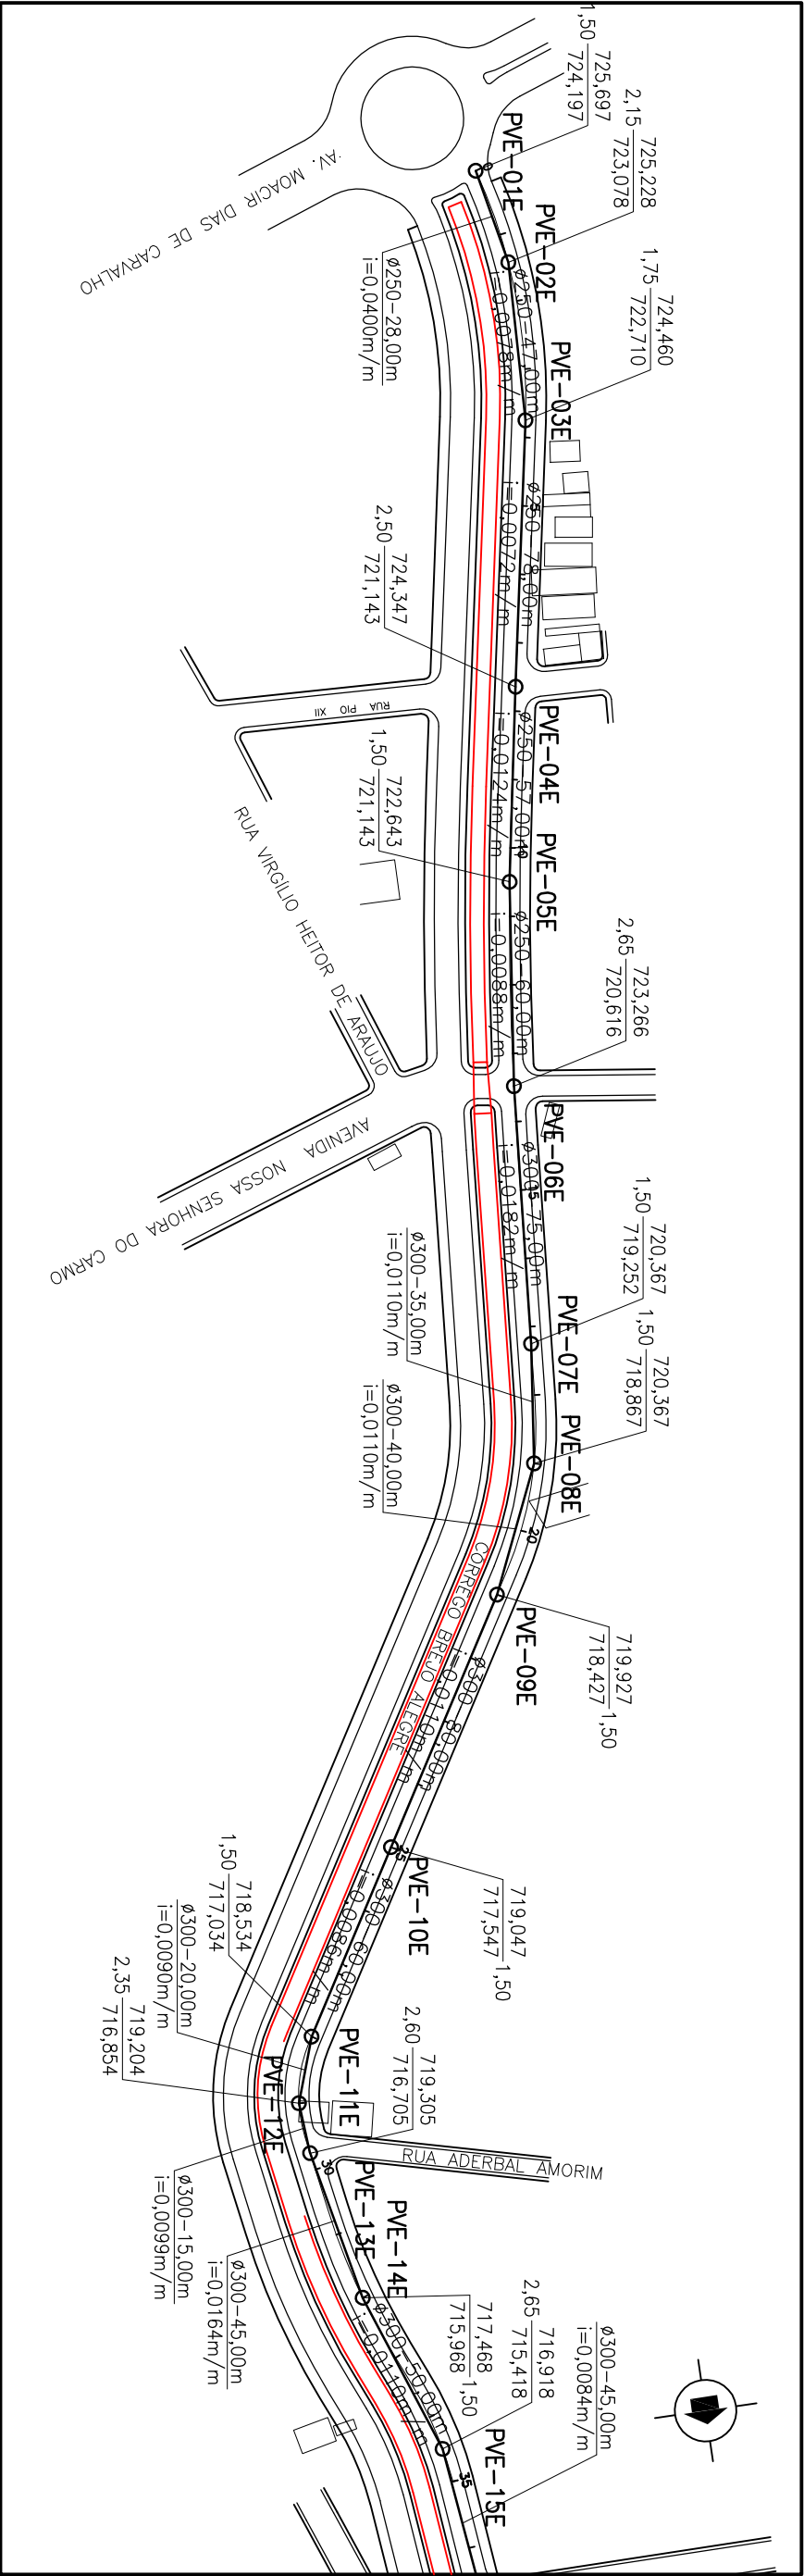 1,50
725,697
724,197
PVE-01E
0
2,15
725,228
723,078
PVE-02E
1,75
724,460
722,710
PVE-03E
AV. MOACIR DIAS DE CARVALHO
ø250-28,00m
i=0,0400m/m
ø250-47,00m
i=0,0078m/m
ø250-78,00m
i=0,0072m/m
5
2,50
724,347
721,143
PVE-04E
RUA PIO XII
ø250-57,00m
i=0,0124m/m
10
1,50
722,643
721,143
PVE-05E
RUA VIRGÍLIO HEITOR DE ARAUJO
ø250-60,00m
i=0,0088m/m
2,65
723,266
720,616
PVE-06E
AVENIDA NOSSA SENHORA DO CARMO
ø300-75,00m
i=0,0182m/m
15
1,50
720,367
719,252
PVE-07E
ø300-35,00m
i=0,0110m/m
1,50
720,367
718,867
PVE-08E
ø300-40,00m
i=0,0110m/m
20
719,927
718,427
1,50
PVE-09E
CORREGO BREJO ALEGRE
ø300-80,00m
i=0,0110m/m
719,047
717,547
1,50
25
PVE-10E
ø300-60,00m
i=0,0086m/m
1,50
718,534
717,034
PVE-11E
ø300-20,00m
i=0,0090m/m
2,35
719,204
716,854
PVE-12E
2,60
719,305
716,705
RUA ADERBAL AMORIM
30
ø300-15,00m
i=0,0099m/m
PVE-13E
ø300-45,00m
i=0,0164m/m
PVE-14E
717,468
715,968
1,50
ø300-50,00m
i=0,0110m/m
2,65
716,918
715,418
PVE-15E
35
ø300-45,00m
i=0,0084m/m